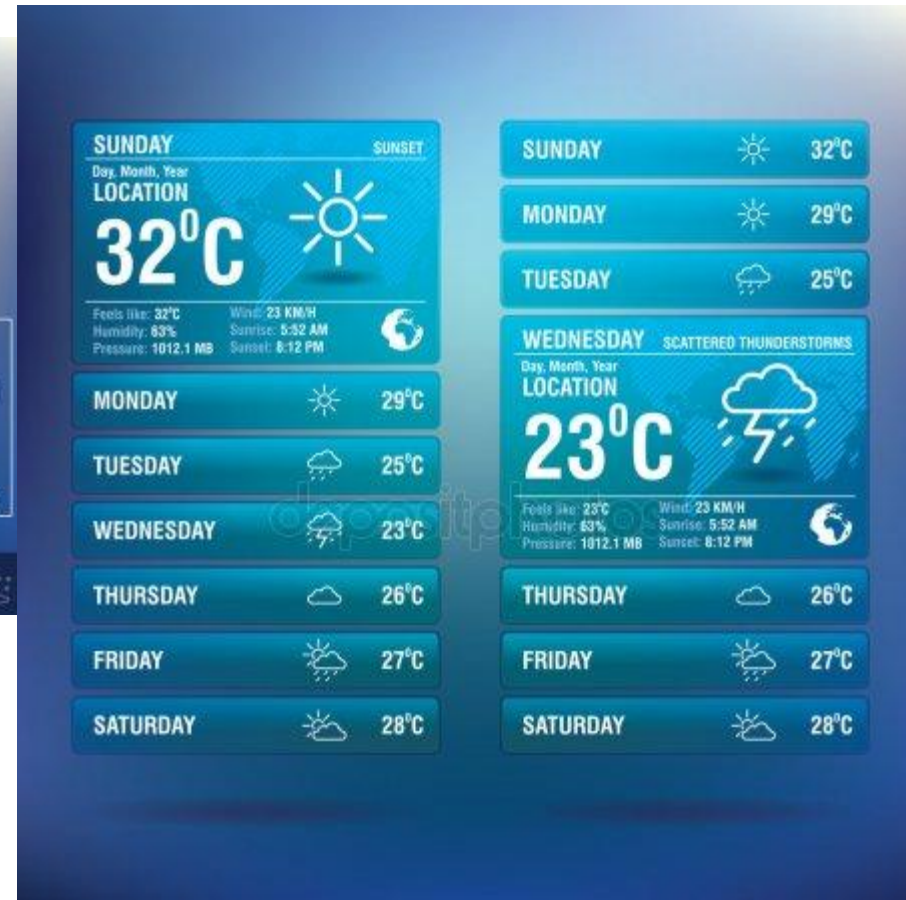 SUNDAY SUNSET
Day, Month, Year
LOCATION
32°C
Feels like: 32°C Wind: 23 KM/H
Humidity: 63% Sunrise: 5:52 AM
Pressure: 1012.1 MB Sunset: 8:12 PM
MONDAY 29°C
TUESDAY 25°C
WEDNESDAY 23°C
THURSDAY 26°C
FRIDAY 27°C
SATURDAY 28°C
SUNDAY 32°C
MONDAY 29°C
TUESDAY 25°C
WEDNESDAY SCATTERED THUNDERSTORMS
Day, Month, Year
LOCATION
23°C
Feels like: 23°C Wind: 23 KM/H
Humidity: 63% Sunrise: 5:52 AM
Pressure: 1012.1 MB Sunset: 8:12 PM
THURSDAY 26°C
FRIDAY 27°C
SATURDAY 28°C
depositphotos